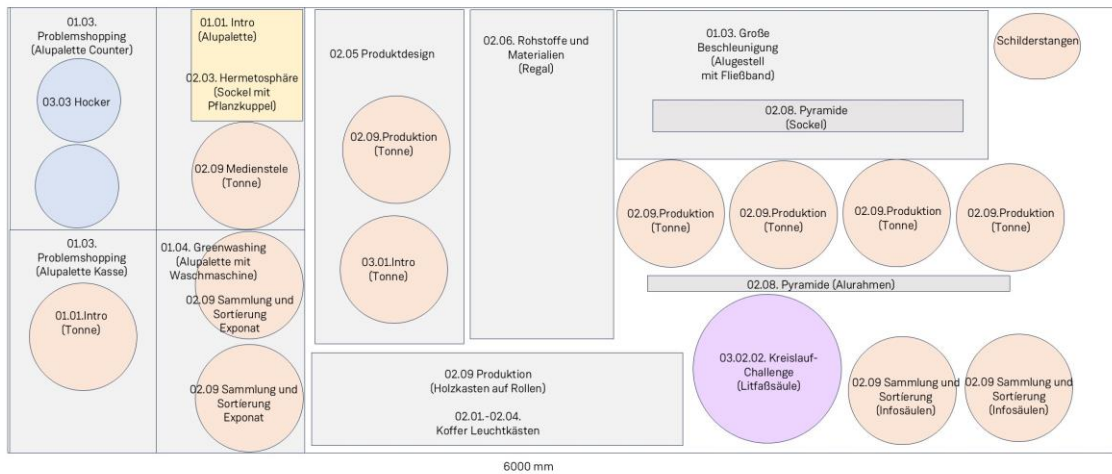 01.03.
Problemshopping
(Alupalette Counter)
03.03 Hocker
01.01. Intro
(Alupalette)
02.03. Hermetosphäre
(Sockel mit
Pflanzkuppel)
02.09 Medienstele
(Tonne)
01.03.
Problemshopping
(Alupalette Kasse)
01.01.Intro
(Tonne)
01.04. Greenwashing
(Alupalette mit
Waschmaschine)
02.09 Sammlung und
Sortierung
Exponat
02.09 Sammlung und
Sortierung
Exponat
02.05 Produktdesign
02.09.Produktion
(Tonne)
03.01.Intro
(Tonne)
02.06. Rohstoffe und
Materialien
(Regal)
02.09 Produktion
(Holzkasten auf Rollen)
02.01.-02.04.
Koffer Leuchtkästen
01.03. Große
Beschleunigung
(Alugestell
mit Fließband)
02.08. Pyramide
(Sockel)
Schilderstangen
02.09.Produktion
(Tonne)
02.09.Produktion
(Tonne)
02.09.Produktion
(Tonne)
02.09.Produktion
(Tonne)
02.08. Pyramide (Alurahmen)
03.02.02. Kreislauf-
Challenge
(Litfaßsäule)
02.09 Sammlung und
Sortierung
(Infosäulen)
02.09 Sammlung und
Sortierung
(Infosäulen)
6000 mm